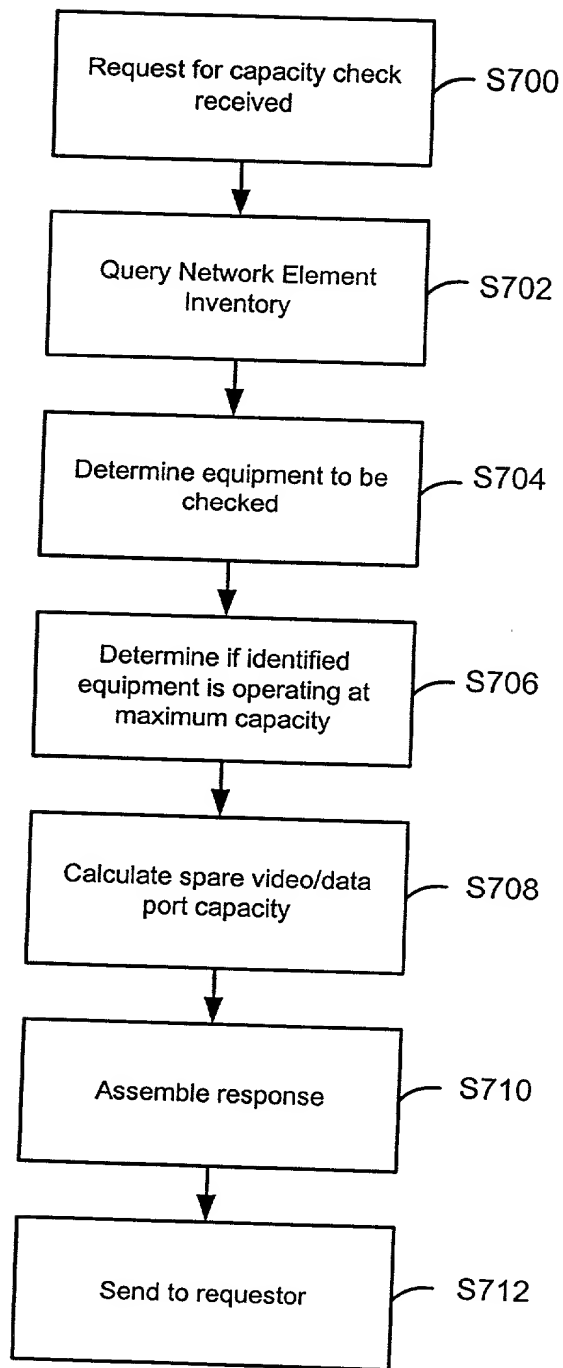 Request for capacity check
received
S700
Query Network Element
Inventory
S702
Determine equipment to be
checked
S704
Determine if identified
equipment is operating at
maximum capacity
S706
Calculate spare video/data
port capacity
S708
Assemble response
S710
Send to requestor
S712